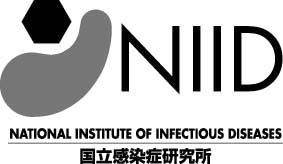 NIID
NATIONAL INSTITUTE OF INFECTIOUS DISEASES
国立感染症研究所